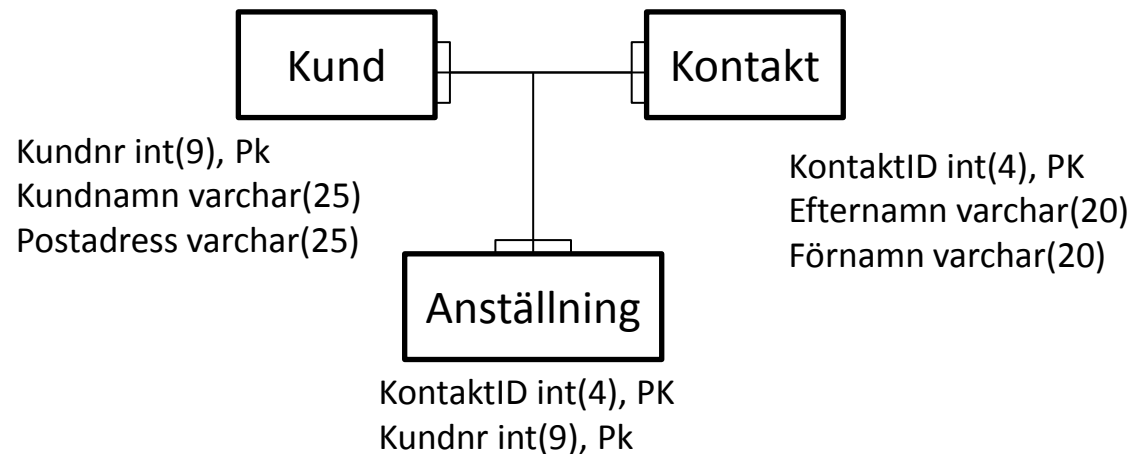 Kund
Kontakt
Kundnr int(9), Pk
Kundnamn varchar(25)
Postadress varchar(25)
KontaktID int(4), PK
Efternamn varchar(20)
Förnamn varchar(20)
Anställning
KontaktID int(4), PK
Kundnr int(9), Pk